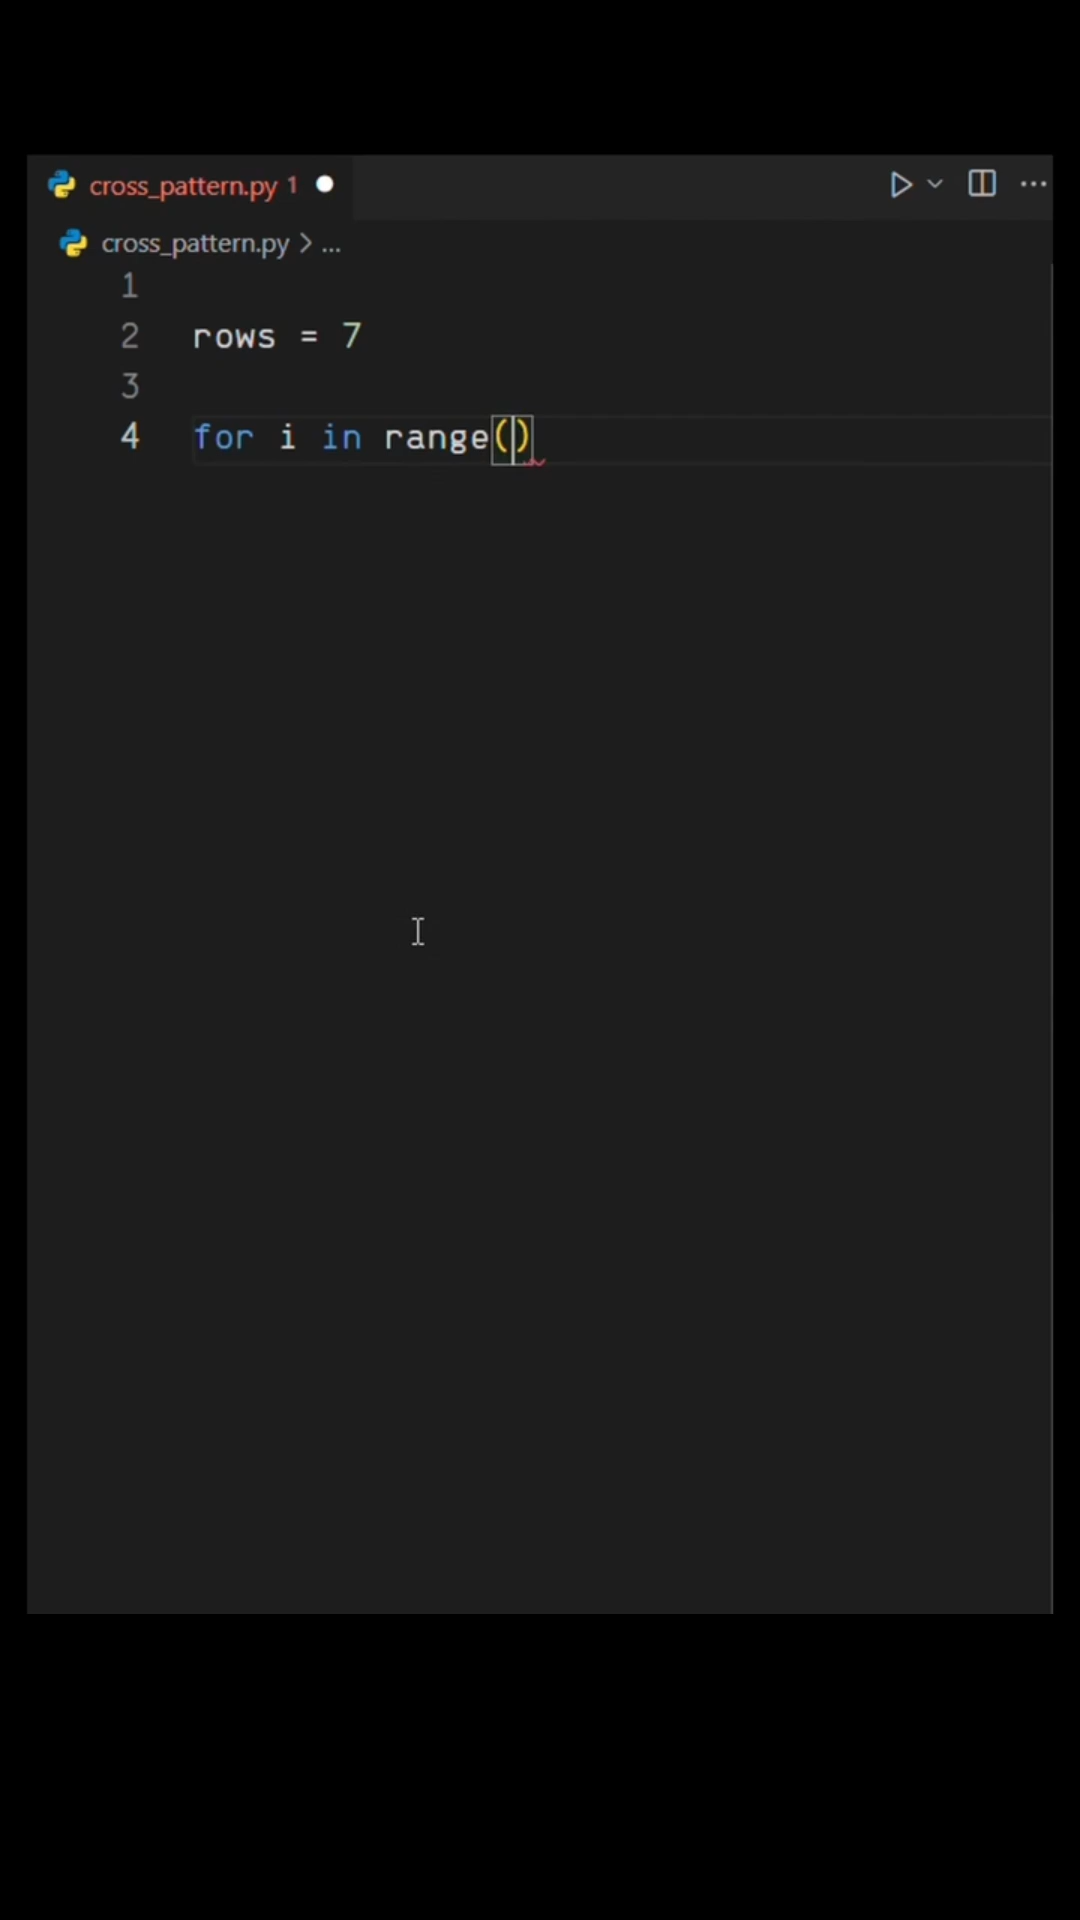 cross_pattern.py 1
cross_pattern.py > ...
1
2 rows = 7
3
4 for i in range()